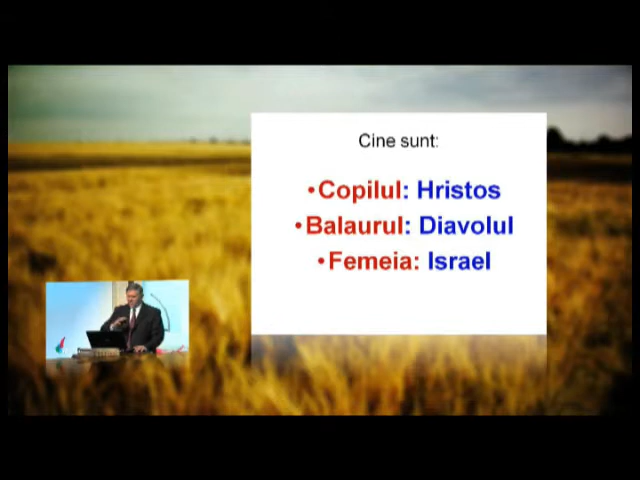 Cine sunt:
•Copilul: Hristos
•Balaurul: Diavolul
•Femeia: Israel